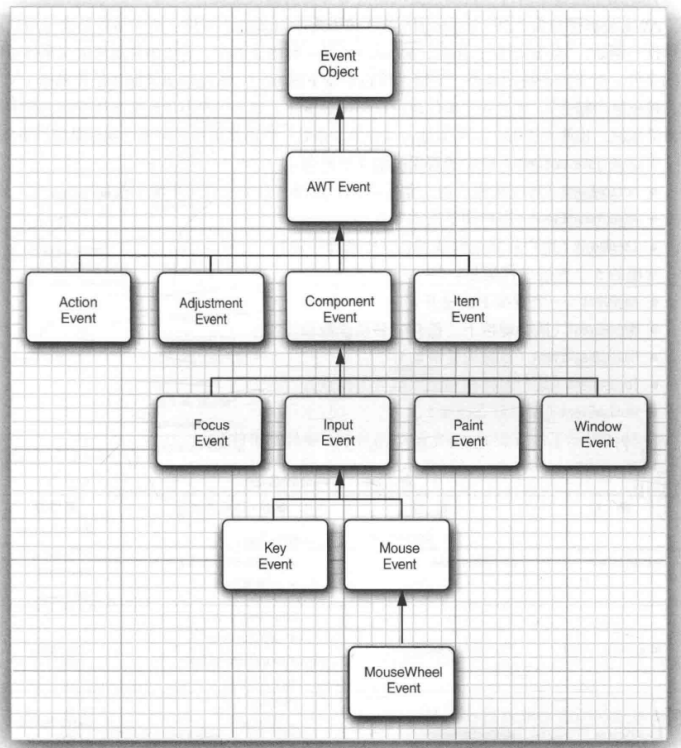 Event
Object
AWT Event
Action
Event
Adjustment
Event
Component
Event
Item
Event
Focus
Event
Input
Event
Paint
Event
Window
Event
Key
Event
Mouse
Event
MouseWheel
Event